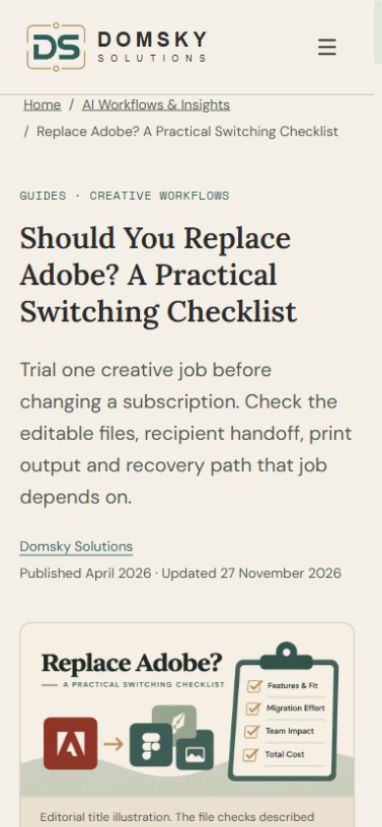 DS DOMSKY
SOLUTIONS
Home / AI Workflows & Insights
/ Replace Adobe? A Practical Switching Checklist
GUIDES · CREATIVE WORKFLOWS
Should You Replace
Adobe? A Practical
Switching Checklist
Trial one creative job before
changing a subscription. Check the
editable files, recipient handoff, print
output and recovery path that job
depends on.
Domsky Solutions
Published April 2026 · Updated 27 November 2026
Replace Adobe?
A PRACTICAL SWITCHING CHECKLIST
Features & Fit
Migration Effort
Team Impact
Total Cost
Editorial title illustration. The file checks described